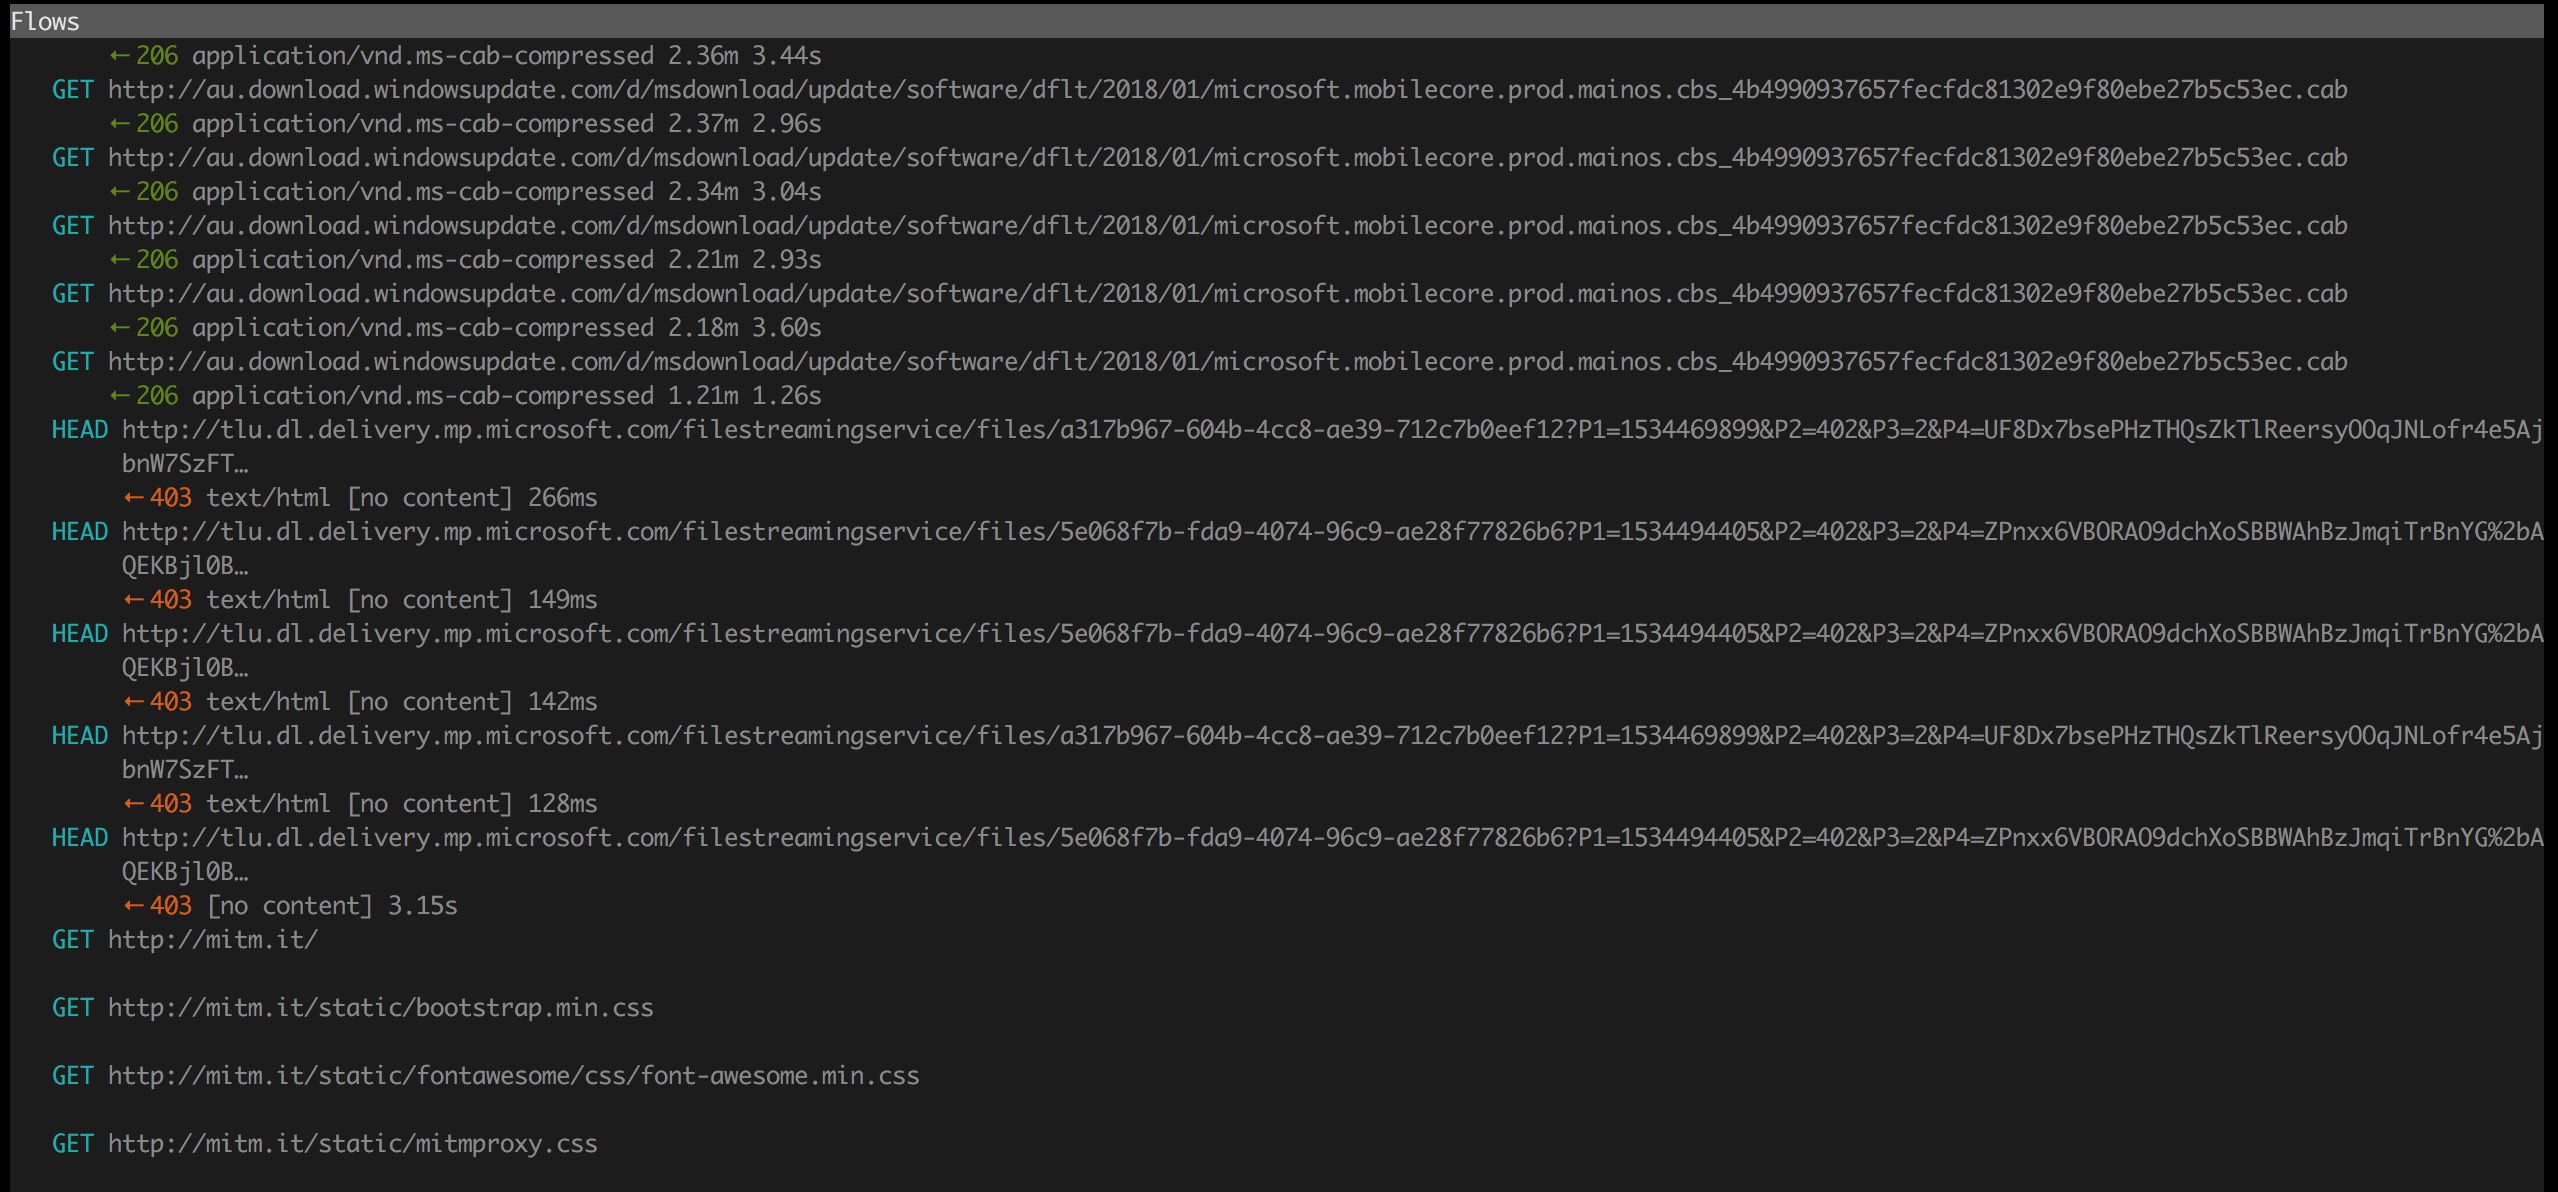 Flows
← 206 application/vnd.ms-cab-compressed 2.36m 3.44s
GET http://au.download.windowsupdate.com/d/msdownload/update/software/dflt/2018/01/microsoft.mobilecore.prod.mainos.cbs_4b4990937657fecfdc81302e9f80ebe27b5c53ec.cab
← 206 application/vnd.ms-cab-compressed 2.37m 2.96s
GET http://au.download.windowsupdate.com/d/msdownload/update/software/dflt/2018/01/microsoft.mobilecore.prod.mainos.cbs_4b4990937657fecfdc81302e9f80ebe27b5c53ec.cab
← 206 application/vnd.ms-cab-compressed 2.34m 3.04s
GET http://au.download.windowsupdate.com/d/msdownload/update/software/dflt/2018/01/microsoft.mobilecore.prod.mainos.cbs_4b4990937657fecfdc81302e9f80ebe27b5c53ec.cab
← 206 application/vnd.ms-cab-compressed 2.21m 2.93s
GET http://au.download.windowsupdate.com/d/msdownload/update/software/dflt/2018/01/microsoft.mobilecore.prod.mainos.cbs_4b4990937657fecfdc81302e9f80ebe27b5c53ec.cab
← 206 application/vnd.ms-cab-compressed 2.18m 3.60s
GET http://au.download.windowsupdate.com/d/msdownload/update/software/dflt/2018/01/microsoft.mobilecore.prod.mainos.cbs_4b4990937657fecfdc81302e9f80ebe27b5c53ec.cab
← 206 application/vnd.ms-cab-compressed 1.21m 1.26s
HEAD http://tlu.dl.delivery.mp.microsoft.com/filestreamingservice/files/a317b967-604b-4cc8-ae39-712c7b0eef12?P1=1534469899&P2=402&P3=2&P4=UF8Dx7bsePHzTHQsZkTlReersyOOqJNLofr4e5Aj
bnW7SzFT…
← 403 text/html [no content] 266ms
HEAD http://tlu.dl.delivery.mp.microsoft.com/filestreamingservice/files/5e068f7b-fda9-4074-96c9-ae28f77826b6?P1=1534494405&P2=402&P3=2&P4=ZPnxx6VBORAO9dchXoSBBWAhBzJmqiTrBnYG%2bA
QEKBjl0B…
← 403 text/html [no content] 149ms
HEAD http://tlu.dl.delivery.mp.microsoft.com/filestreamingservice/files/5e068f7b-fda9-4074-96c9-ae28f77826b6?P1=1534494405&P2=402&P3=2&P4=ZPnxx6VBORAO9dchXoSBBWAhBzJmqiTrBnYG%2bA
QEKBjl0B…
← 403 text/html [no content] 142ms
HEAD http://tlu.dl.delivery.mp.microsoft.com/filestreamingservice/files/a317b967-604b-4cc8-ae39-712c7b0eef12?P1=1534469899&P2=402&P3=2&P4=UF8Dx7bsePHzTHQsZkTlReersyOOqJNLofr4e5Aj
bnW7SzFT…
← 403 text/html [no content] 128ms
HEAD http://tlu.dl.delivery.mp.microsoft.com/filestreamingservice/files/5e068f7b-fda9-4074-96c9-ae28f77826b6?P1=1534494405&P2=402&P3=2&P4=ZPnxx6VBORAO9dchXoSBBWAhBzJmqiTrBnYG%2bA
QEKBjl0B…
← 403 [no content] 3.15s
GET http://mitm.it/
GET http://mitm.it/static/bootstrap.min.css
GET http://mitm.it/static/fontawesome/css/font-awesome.min.css
GET http://mitm.it/static/mitmproxy.css